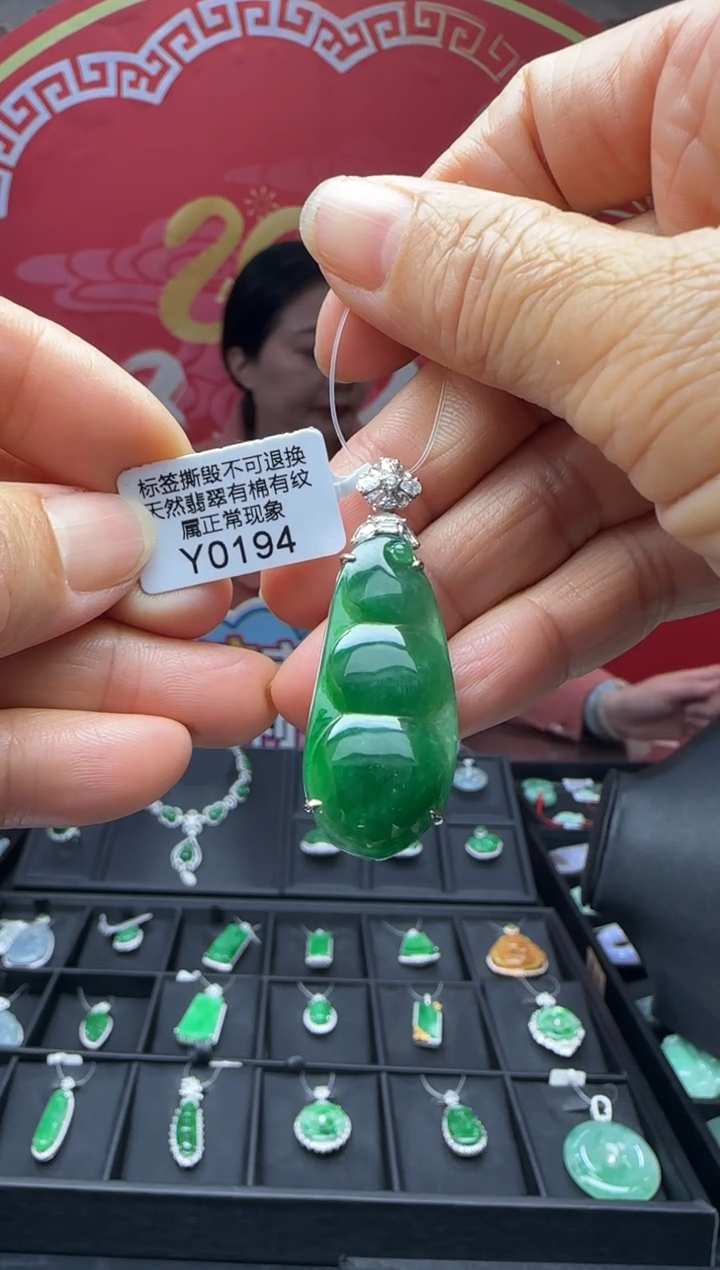 标签撕毁不可退换
天然翡翠有棉有纹
属正常现象
Y0194